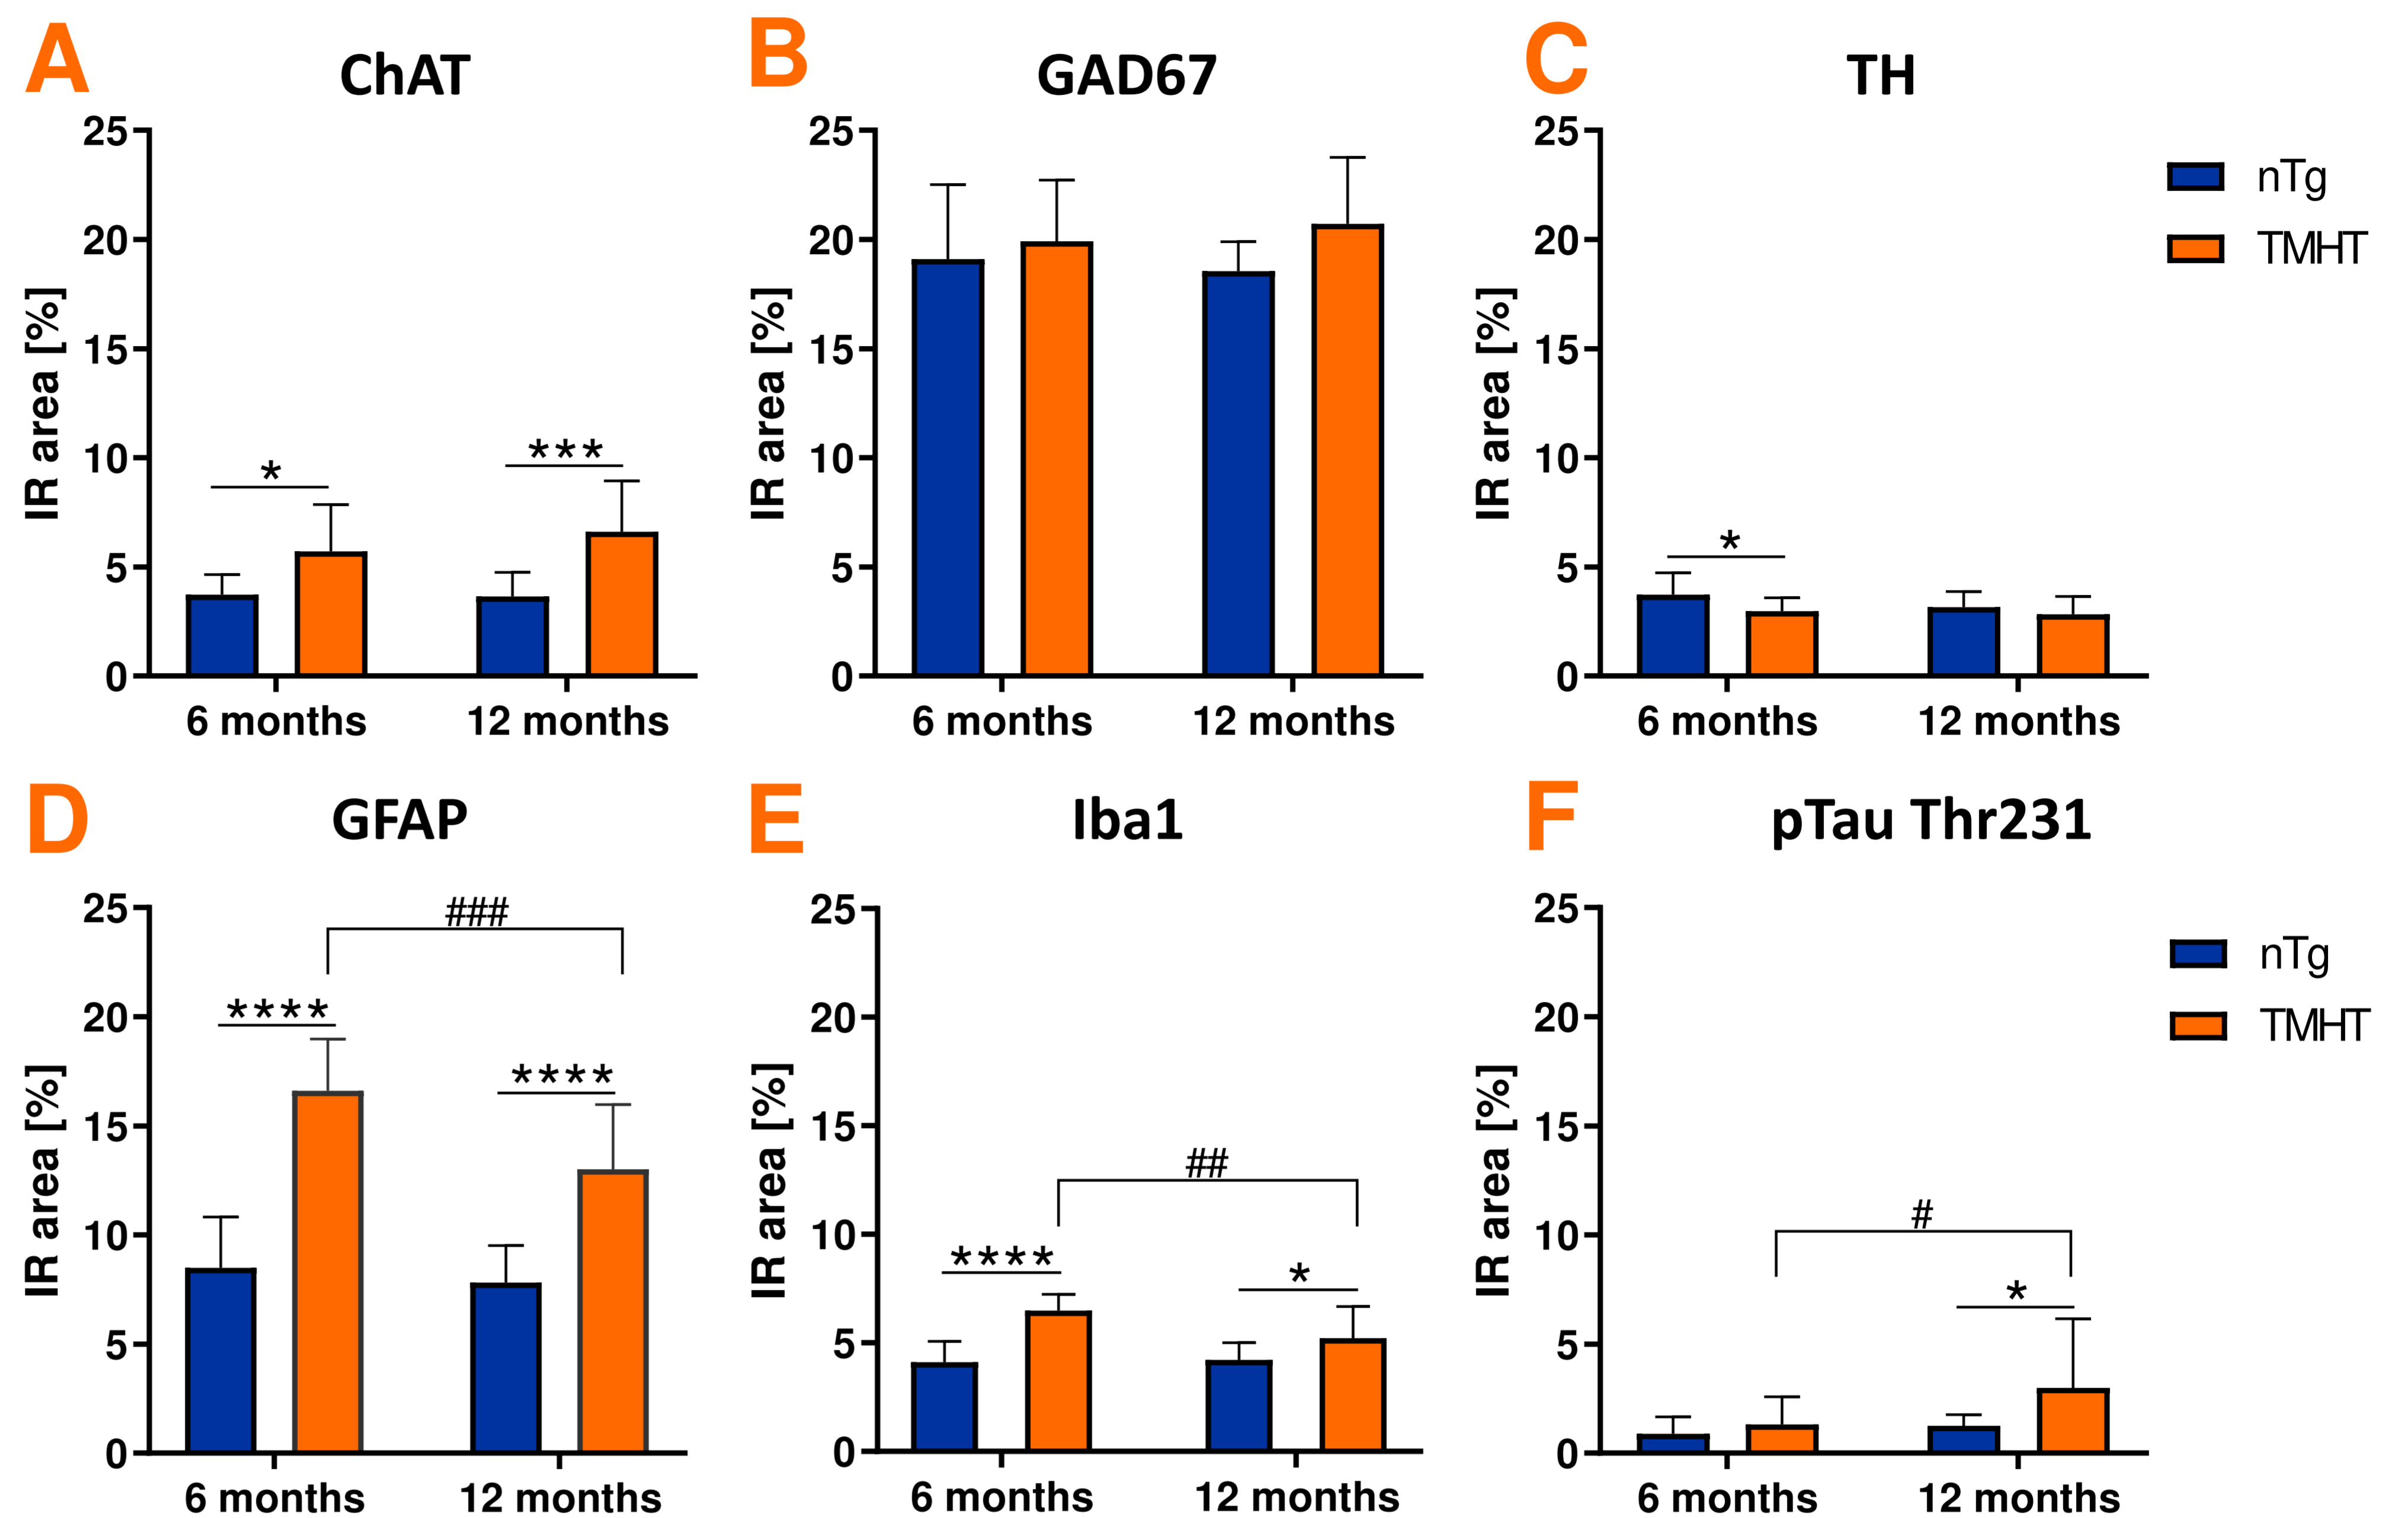 A
ChAT
IR area [%]
25
20
15
10
5
0
*
***
6 months
12 months
B
GAD67
IR area [%]
25
20
15
10
5
0
6 months
12 months
C
TH
IR area [%]
25
20
15
10
5
0
*
6 months
12 months
nTg
TMHT
D
GFAP
IR area [%]
25
20
15
10
5
0
###
****
****
6 months
12 months
E
Iba1
IR area [%]
25
20
15
10
5
0
##
****
*
6 months
12 months
F
pTau Thr231
IR area [%]
25
20
15
10
5
0
#
*
6 months
12 months
nTg
TMHT